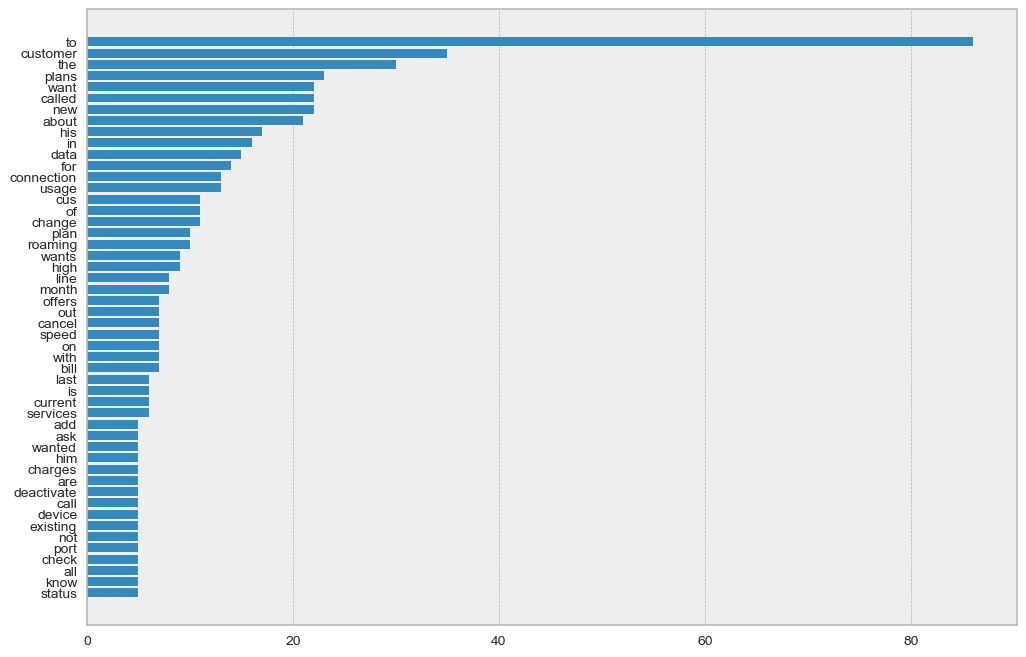 to
customer
the
plans
want
called
new
about
his
in
data
for
connection
usage
cus
of
change
plan
roaming
wants
high
line
month
offers
out
cancel
speed
on
with
bill
last
is
current
services
add
ask
wanted
him
charges
are
deactivate
call
device
existing
not
port
check
all
know
status
0 20 40 60 80